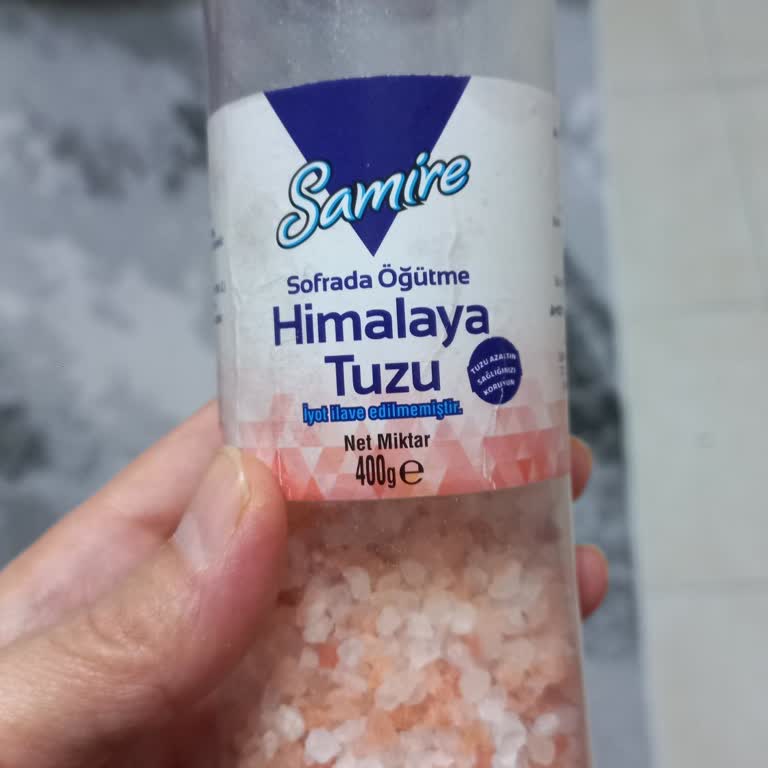 Samire
Sofrada Öğütme
Himalaya
Tuzu
TUZU AZALTIN
SAĞLIĞINIZI
KORUYUN
İyot ilave edilmemiştir.
Net Miktar
400g e